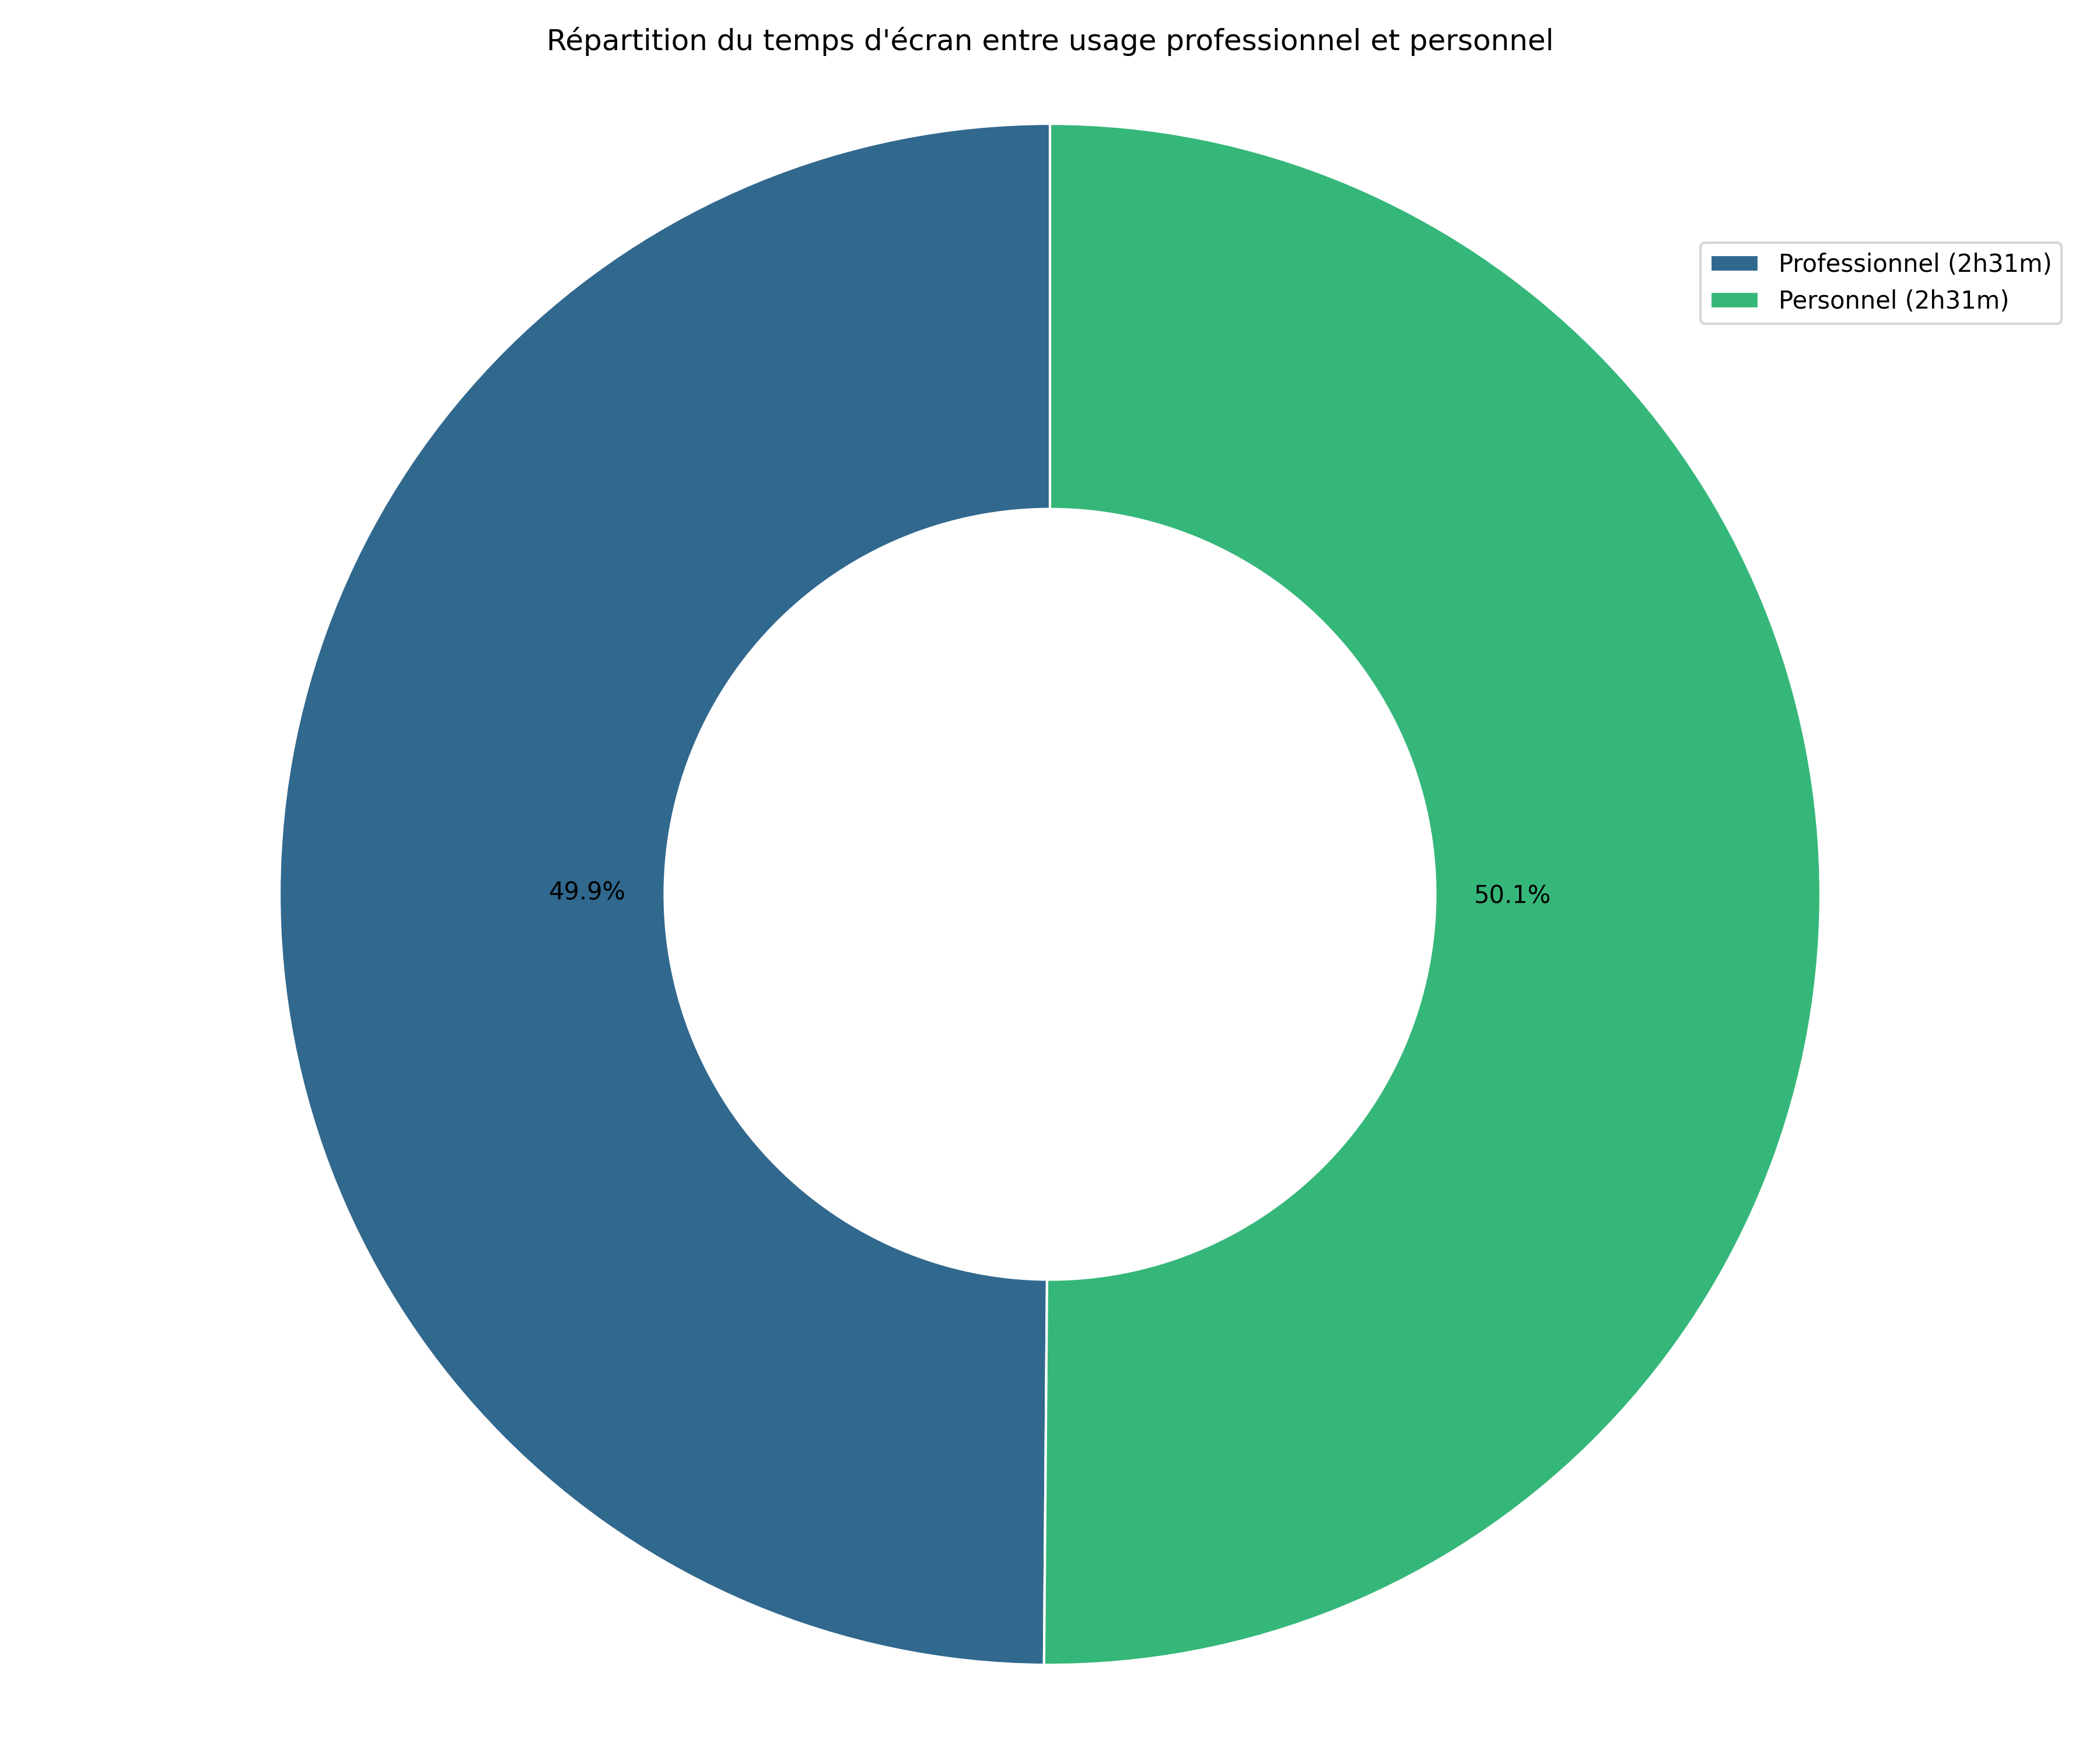 Répartition du temps d'écran entre usage professionnel et personnel
Professionnel (2h31m)
Personnel (2h31m)
49.9%
50.1%